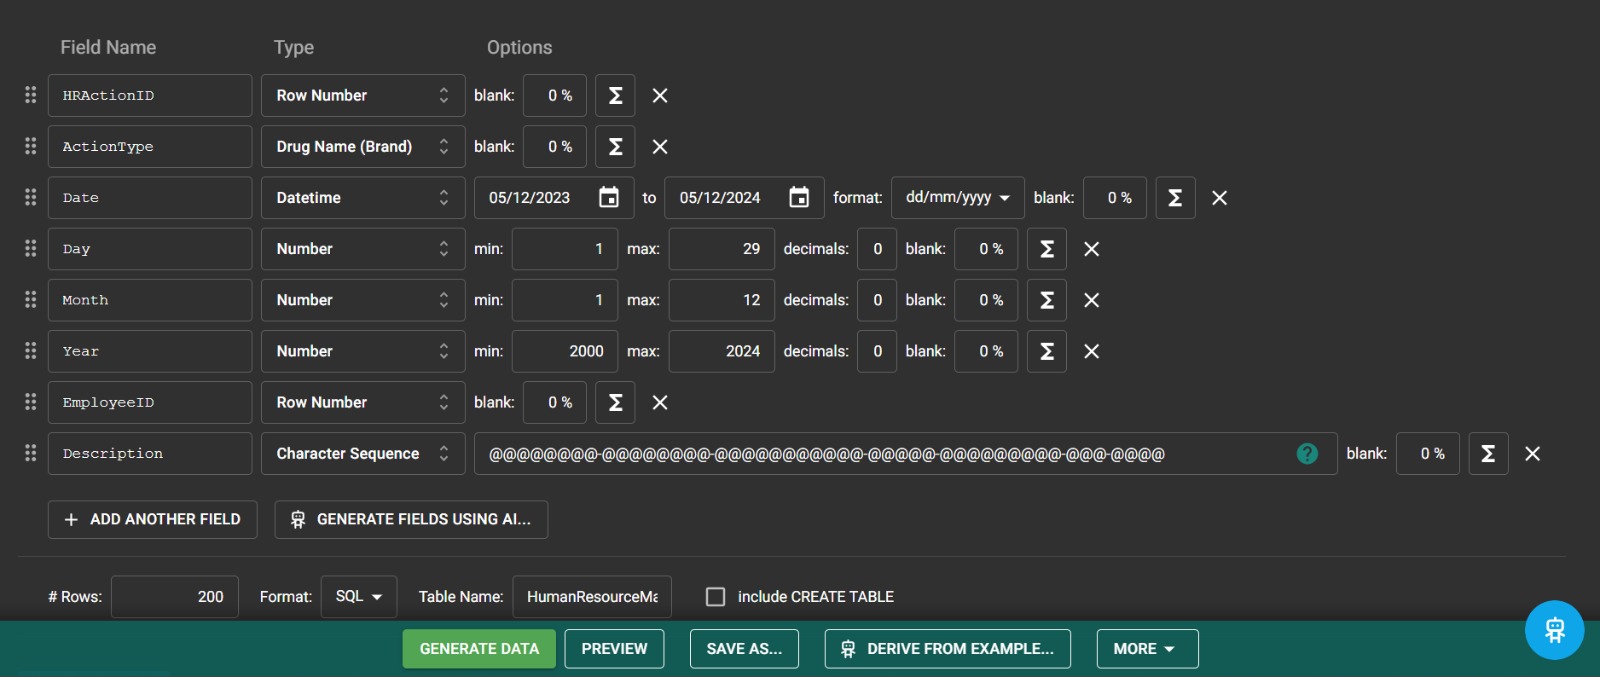 Field Name Type Options
HRActionID Row Number blank: 0 % Σ
ActionType Drug Name (Brand) blank: 0 % Σ
Date Datetime 05/12/2023 to 05/12/2024 format: dd/mm/yyyy blank: 0 % Σ
Day Number min: 1 max: 29 decimals: 0 blank: 0 % Σ
Month Number min: 1 max: 12 decimals: 0 blank: 0 % Σ
Year Number min: 2000 max: 2024 decimals: 0 blank: 0 % Σ
EmployeeID Row Number blank: 0 % Σ
Description Character Sequence @@@@@@@@-@@@@@@@@-@@@@@@@@@@@-@@@@@-@@@@@@@@@-@@@-@@@@ ? blank: 0 % Σ
+ ADD ANOTHER FIELD GENERATE FIELDS USING AI...
# Rows: 200 Format: SQL Table Name: HumanResourceMa include CREATE TABLE
GENERATE DATA PREVIEW SAVE AS... DERIVE FROM EXAMPLE... MORE